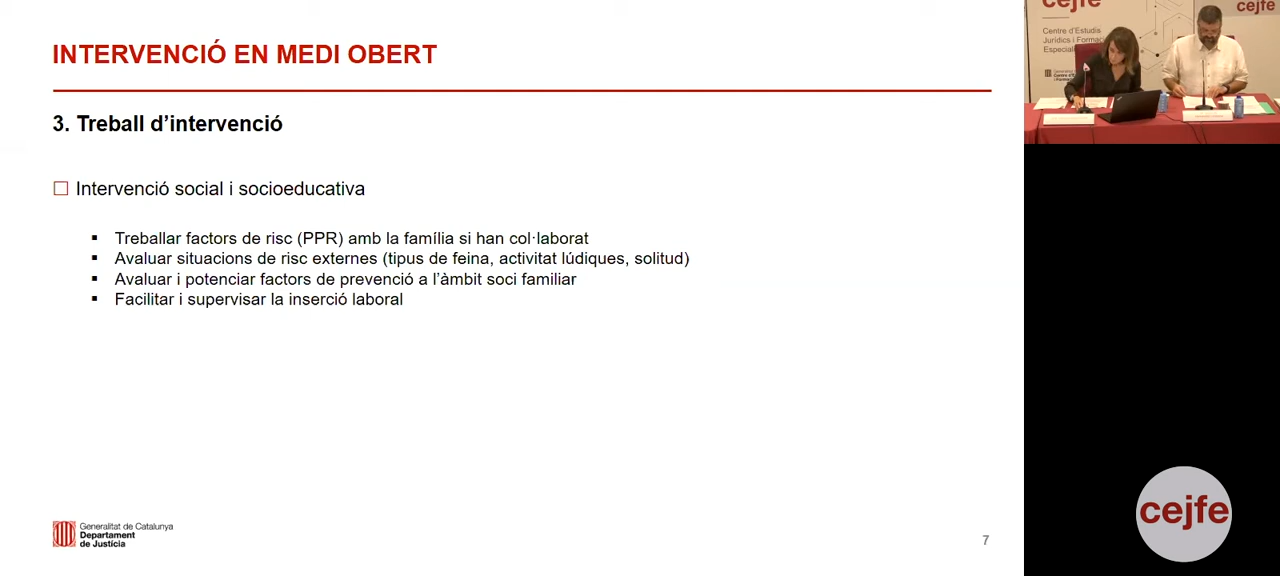 INTERVENCIÓ EN MEDI OBERT
3. Treball d’intervenció
Intervenció social i socioeducativa
Treballar factors de risc (PPR) amb la família si han col·laborat
Avaluar situacions de risc externes (tipus de feina, activitat lúdiques, solitud)
Avaluar i potenciar factors de prevenció a l’àmbit soci familiar
Facilitar i supervisar la inserció laboral
Generalitat de Catalunya
Departament
de Justícia
7
cejfe
Centre d'Estudis
Jurídics i Formac
Especial
cejfe
cejfe